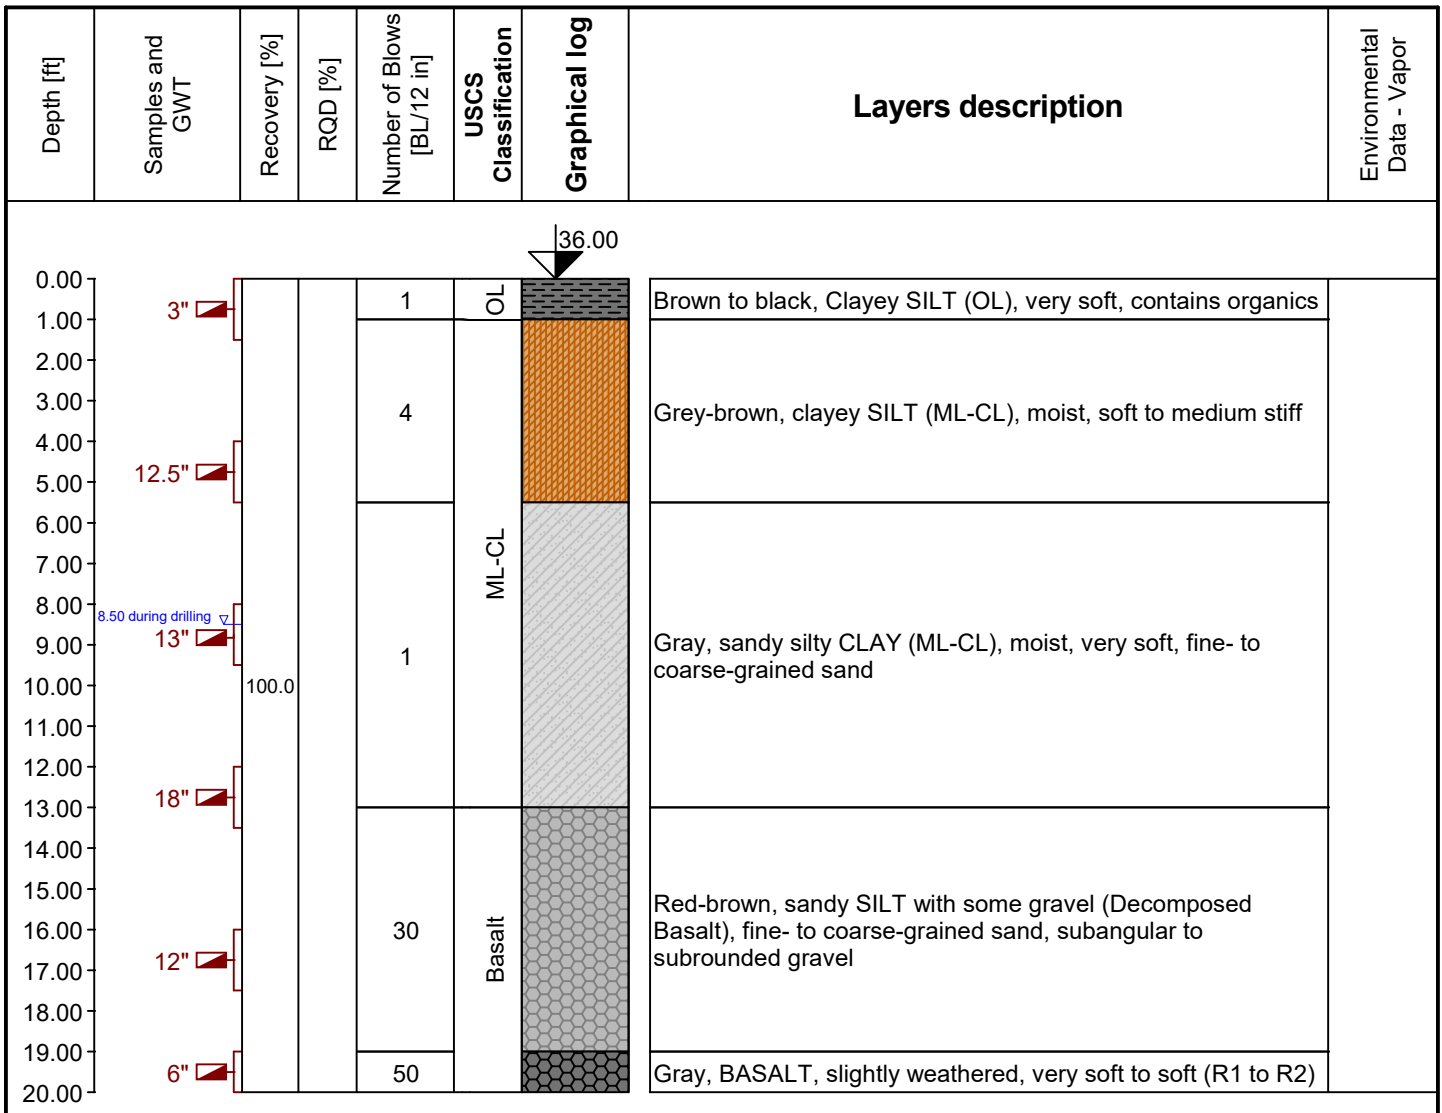 Depth [ft]
Samples and
GWT
Recovery [%]
RQD [%]
Number of Blows
[BL/12 in]
USCS
Classification
Graphical log
Layers description
Environmental
Data - Vapor
36.00
0.00
1.00
2.00
3.00
4.00
5.00
6.00
7.00
8.00
9.00
10.00
11.00
12.00
13.00
14.00
15.00
16.00
17.00
18.00
19.00
20.00
3"
12.5"
8.50 during drilling
13"
18"
12"
6"
100.0
1
4
1
30
50
OL
ML-CL
Basalt
Brown to black, Clayey SILT (OL), very soft, contains organics
Grey-brown, clayey SILT (ML-CL), moist, soft to medium stiff
Gray, sandy silty CLAY (ML-CL), moist, very soft, fine- to
coarse-grained sand
Red-brown, sandy SILT with some gravel (Decomposed
Basalt), fine- to coarse-grained sand, subangular to
subrounded gravel
Gray, BASALT, slightly weathered, very soft to soft (R1 to R2)